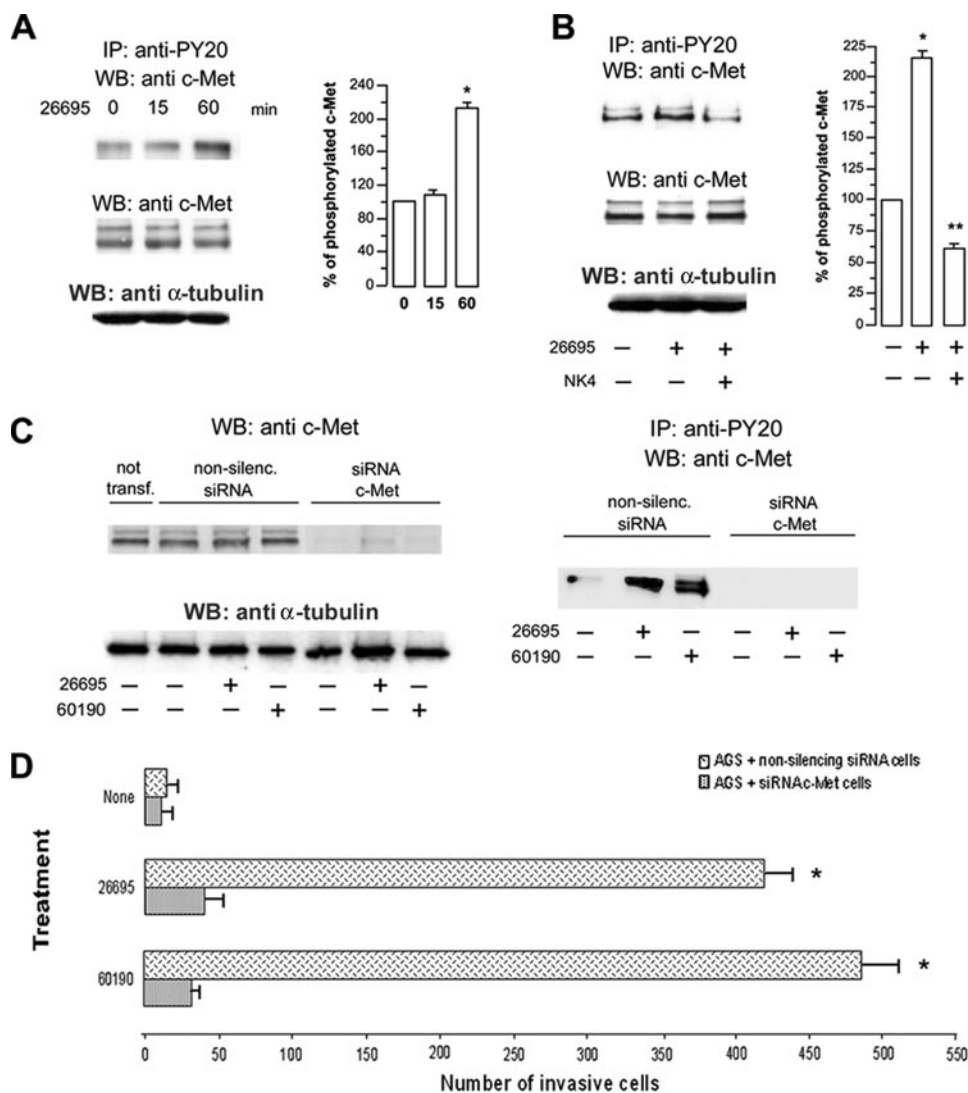 A
IP: anti-PY20
WB: anti c-Met
26695 0 15 60 min
WB: anti c-Met
WB: anti α-tubulin
% of phosphorylated c-Met
240
200
160
120
80
40
0
*
0 15 60
B
IP: anti-PY20
WB: anti c-Met
WB: anti c-Met
WB: anti α-tubulin
26695 − + +
NK4 − − +
% of phosphorylated c-Met
225
200
175
150
125
100
75
50
25
0
*
**
− + +
− − +
C
WB: anti c-Met
not transf.
non-silenc. siRNA
siRNA c-Met
WB: anti α-tubulin
26695 − − + − − + −
60190 − − − + − − +
IP: anti-PY20
WB: anti c-Met
non-silenc. siRNA
siRNA c-Met
26695 − + − − + −
60190 − − + − − +
D
AGS + non-silencing siRNA cells
AGS + siRNAc-Met cells
Treatment
None
26695
*
60190
*
0 50 100 150 200 250 300 350 400 450 500 550
Number of invasive cells